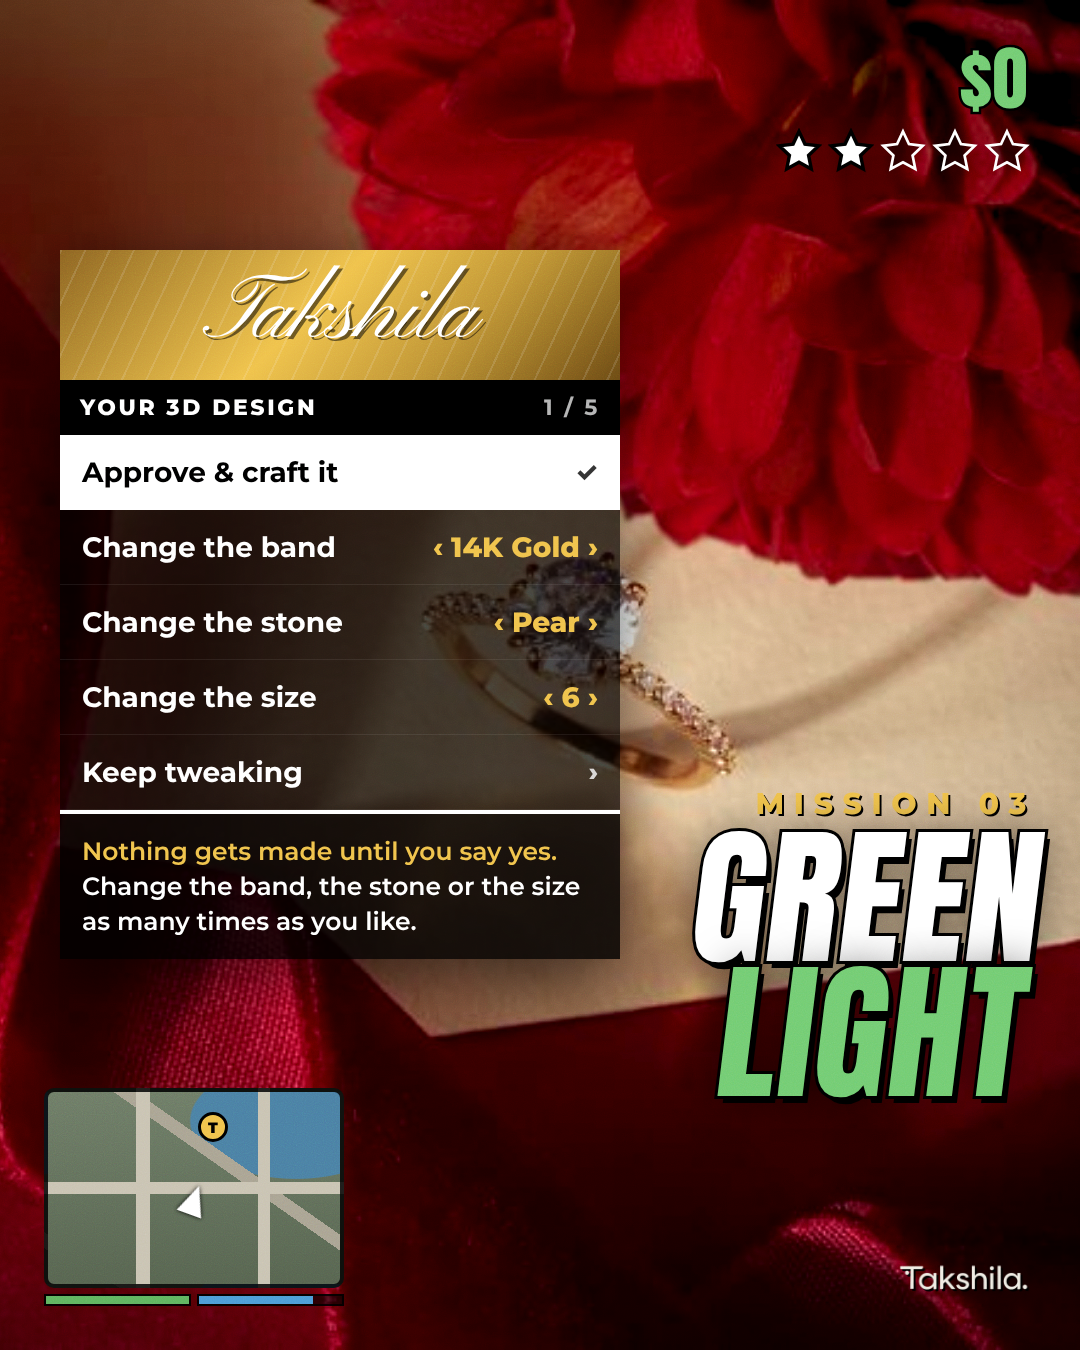 $0
Takshila
YOUR 3D DESIGN 1 / 5
Approve & craft it ✓
Change the band ‹ 14K Gold ›
Change the stone ‹ Pear ›
Change the size ‹ 6 ›
Keep tweaking ›
Nothing gets made until you say yes.
Change the band, the stone or the size
as many times as you like.
MISSION 03
GREEN
LIGHT
T
Takshila.